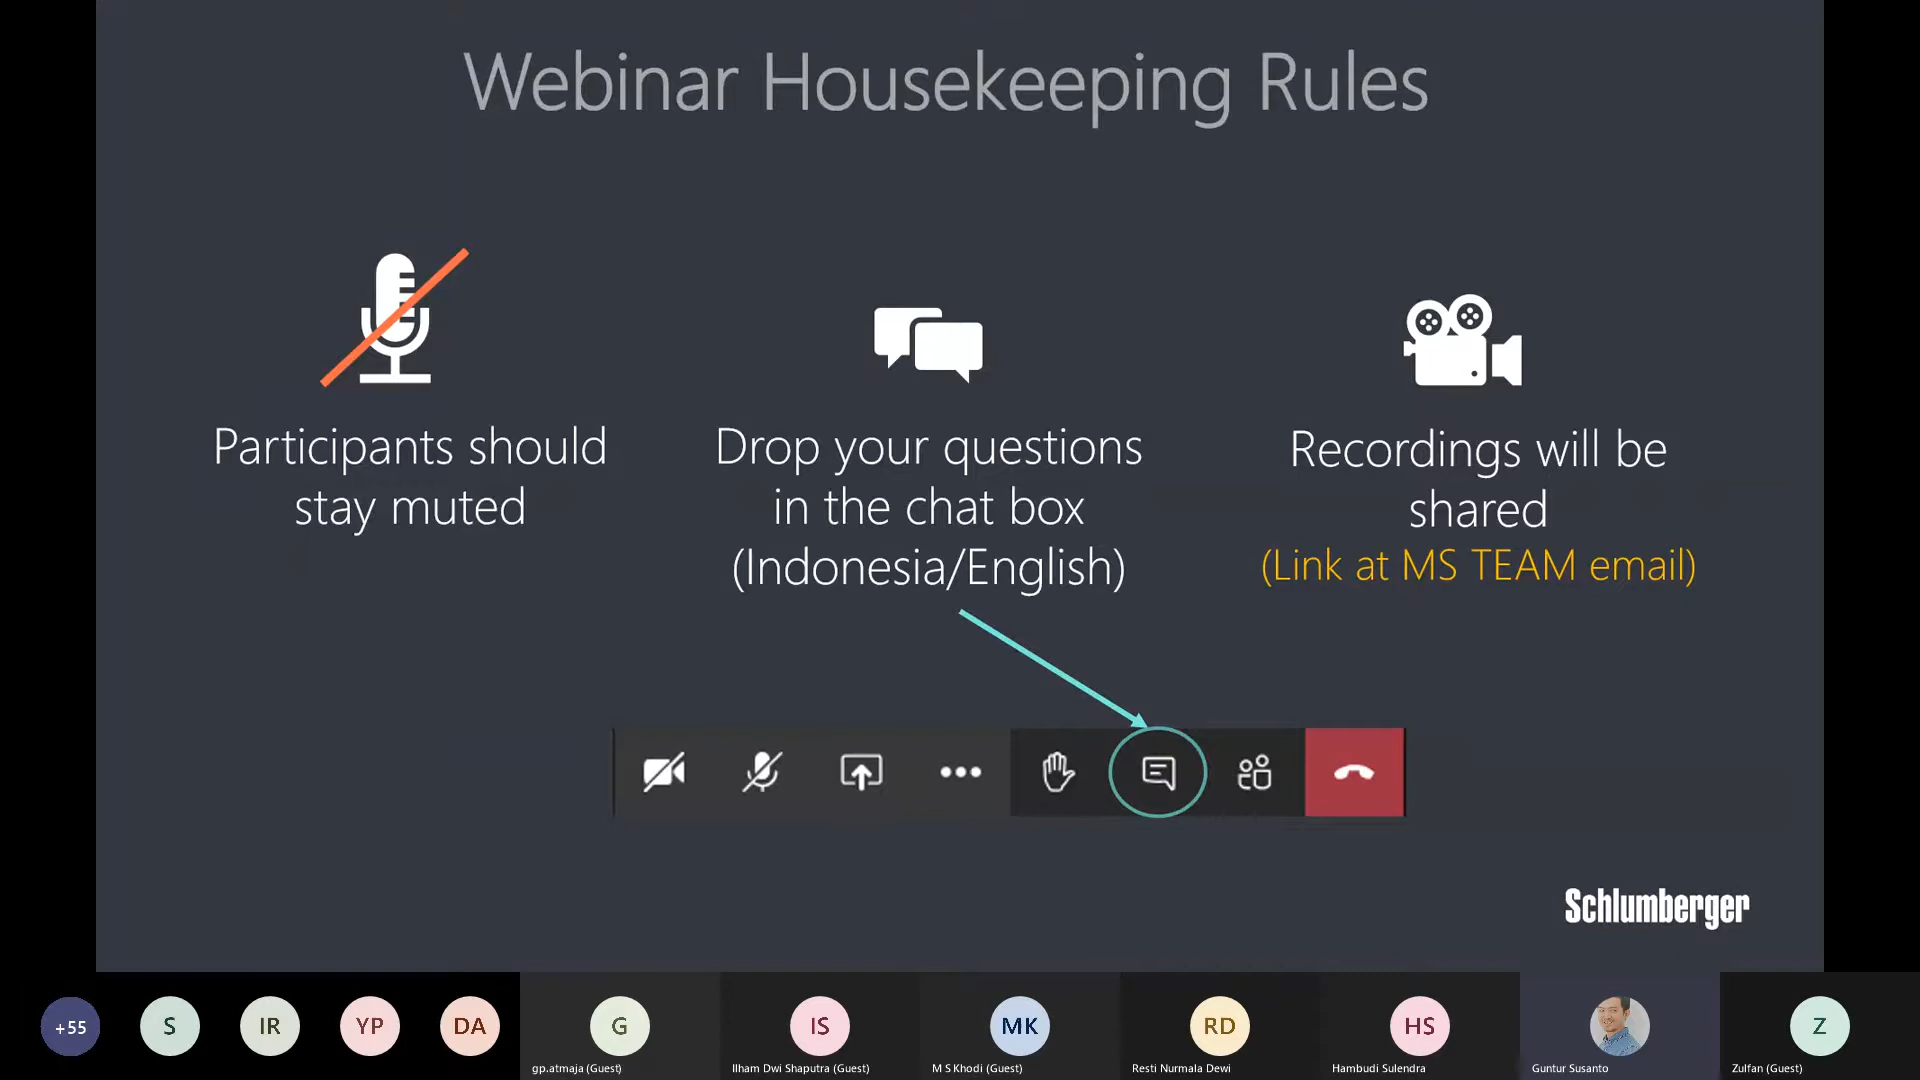 Webinar Housekeeping Rules
Participants should
stay muted
Drop your questions
in the chat box
(Indonesia/English)
Recordings will be
shared
(Link at MS TEAM email)
Schlumberger
+55
S
IR
YP
DA
G
IS
MK
RD
HS
Z
gp.atmaja (Guest)
Ilham Dwi Shaputra (Guest)
M S Khodi (Guest)
Resti Nurmala Dewi
Hambudi Sulendra
Guntur Susanto
Zulfan (Guest)